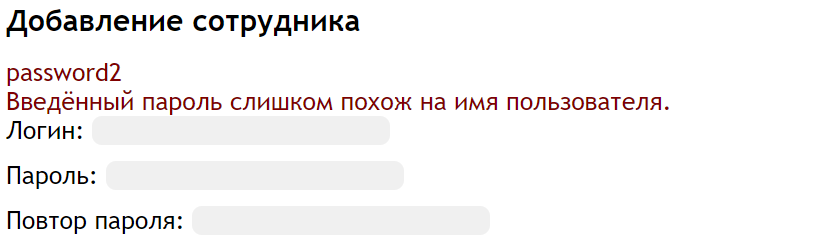 Добавление сотрудника
password2
Введённый пароль слишком похож на имя пользователя.
Логин:
Пароль:
Повтор пароля: